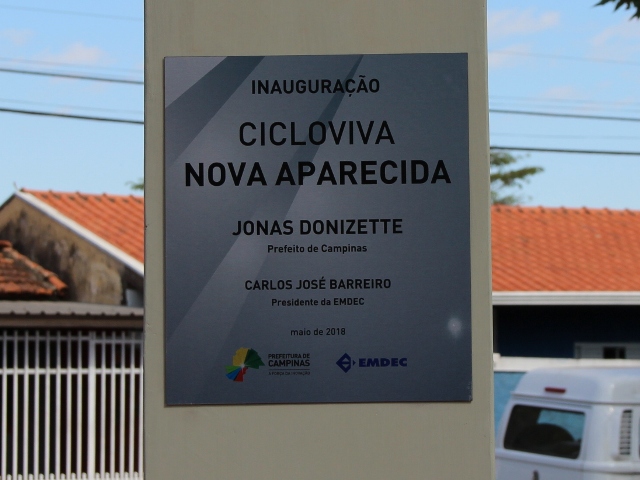 INAUGURAÇÃO
CICLOVIVA
NOVA APARECIDA
JONAS DONIZETTE
Prefeito de Campinas
CARLOS JOSÉ BARREIRO
Presidente da EMDEC
maio de 2018
PREFEITURA DE
CAMPINAS
EMDEC